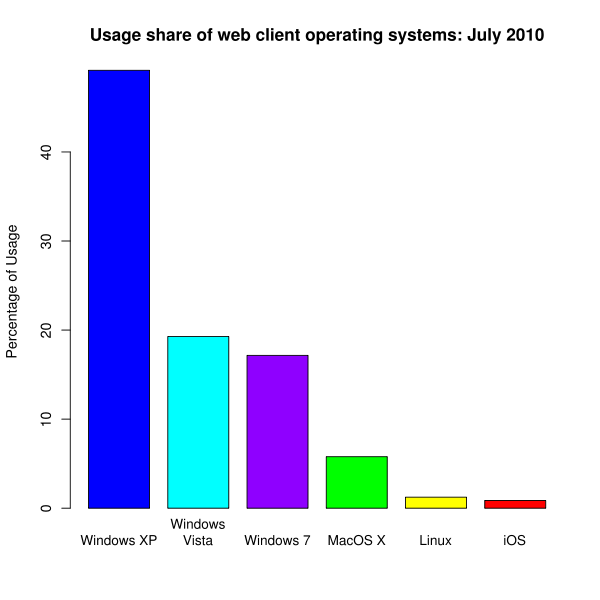 Usage share of web client operating systems: July 2010
Percentage of Usage
40
30
20
10
0
Windows XP
Windows
Vista
Windows 7
MacOS X
Linux
iOS